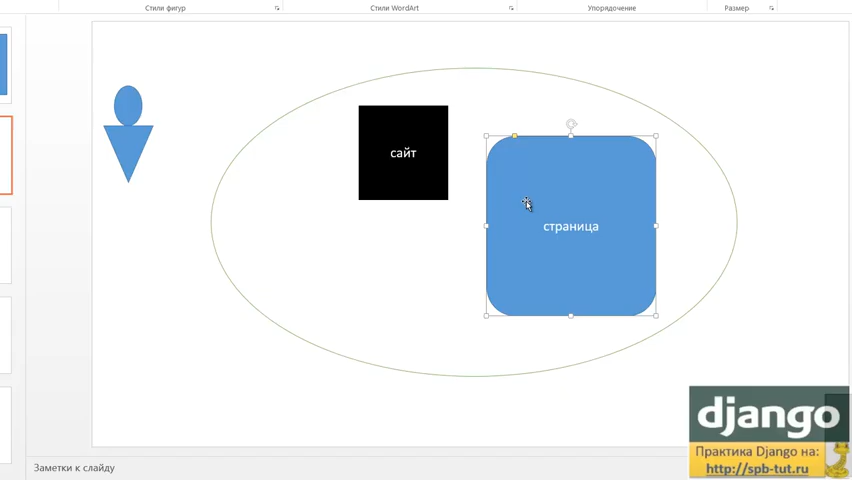 Стили фигур
Стили WordArt
Упорядочение
Размер
сайт
страница
django
Практика Django на:
http://spb-tut.ru
Заметки к слайду